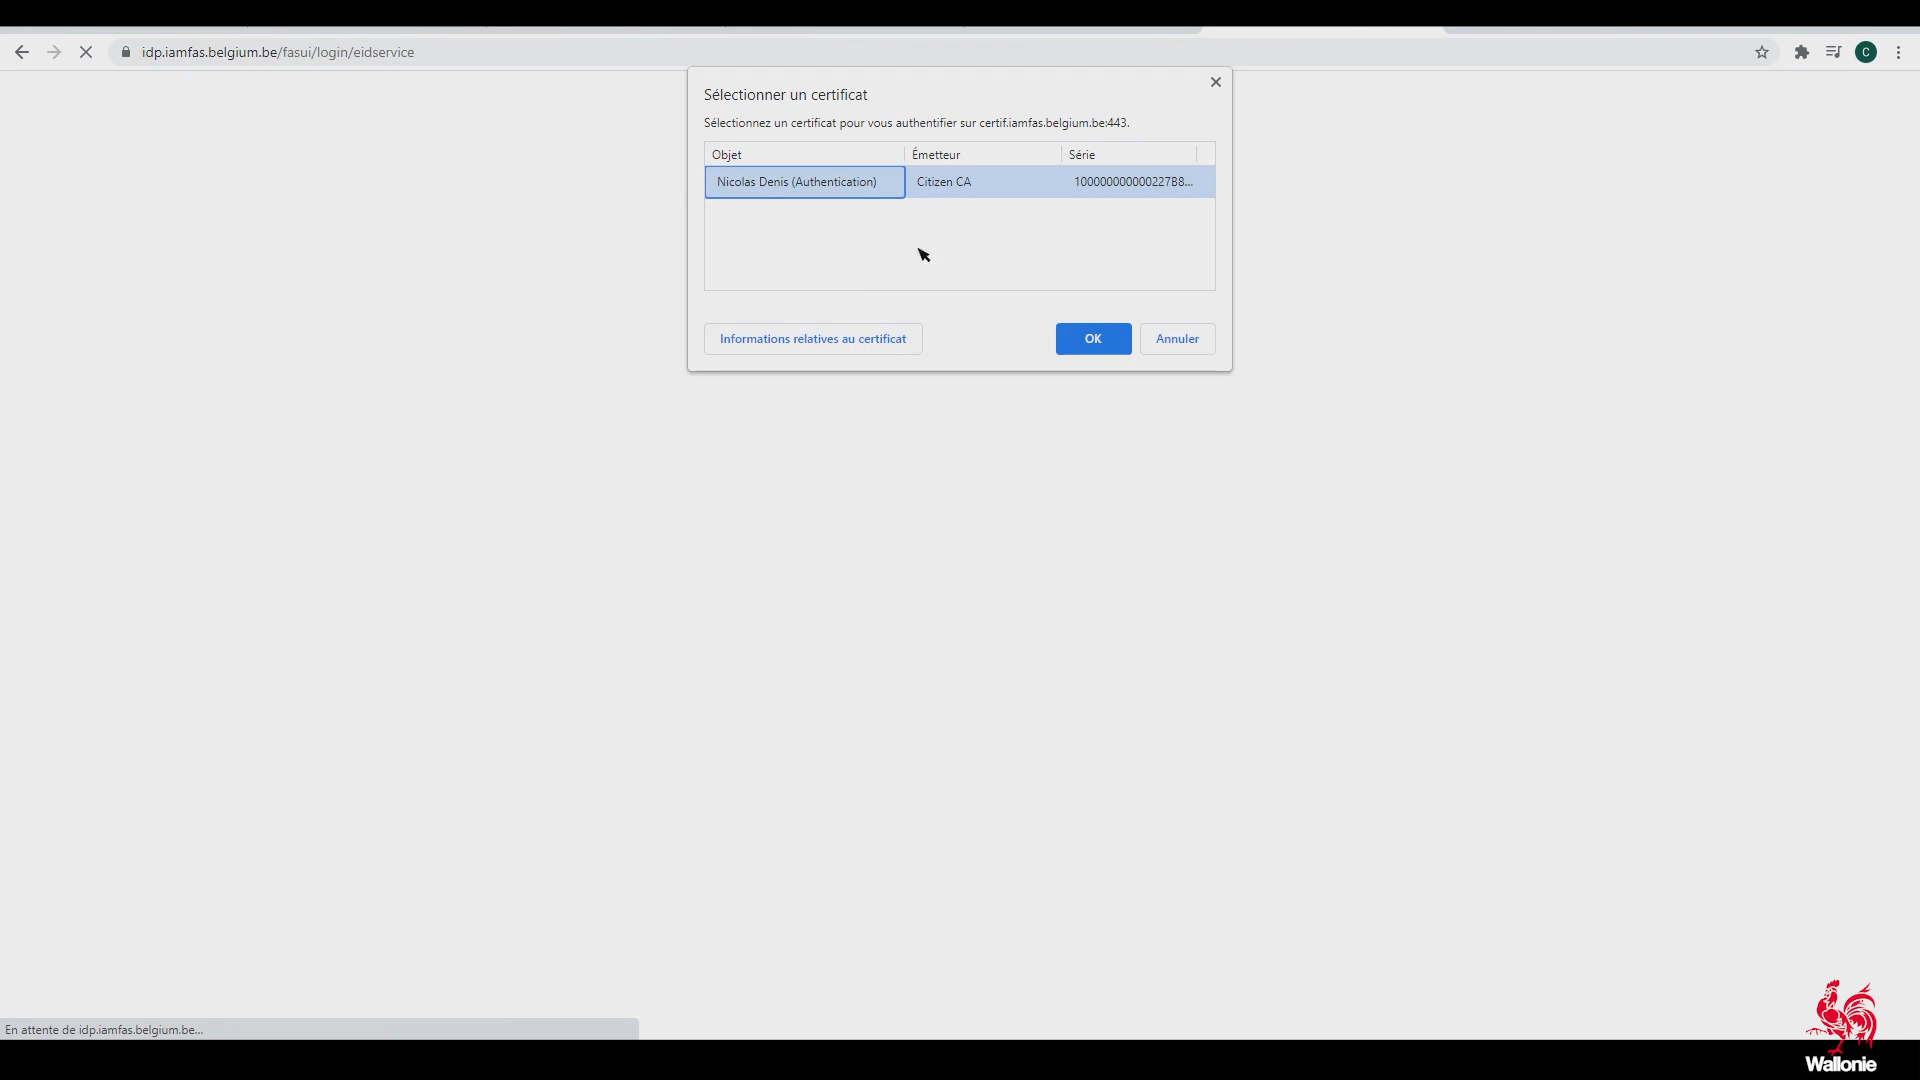 idp.iamfas.belgium.be/fasui/login/eidservice
C
Sélectionner un certificat
Sélectionnez un certificat pour vous authentifier sur certif.iamfas.belgium.be:443.
Objet Émetteur Série
Nicolas Denis (Authentication) Citizen CA 100000000000227B8...
Informations relatives au certificat OK Annuler
En attente de idp.iamfas.belgium.be...
Wallonie